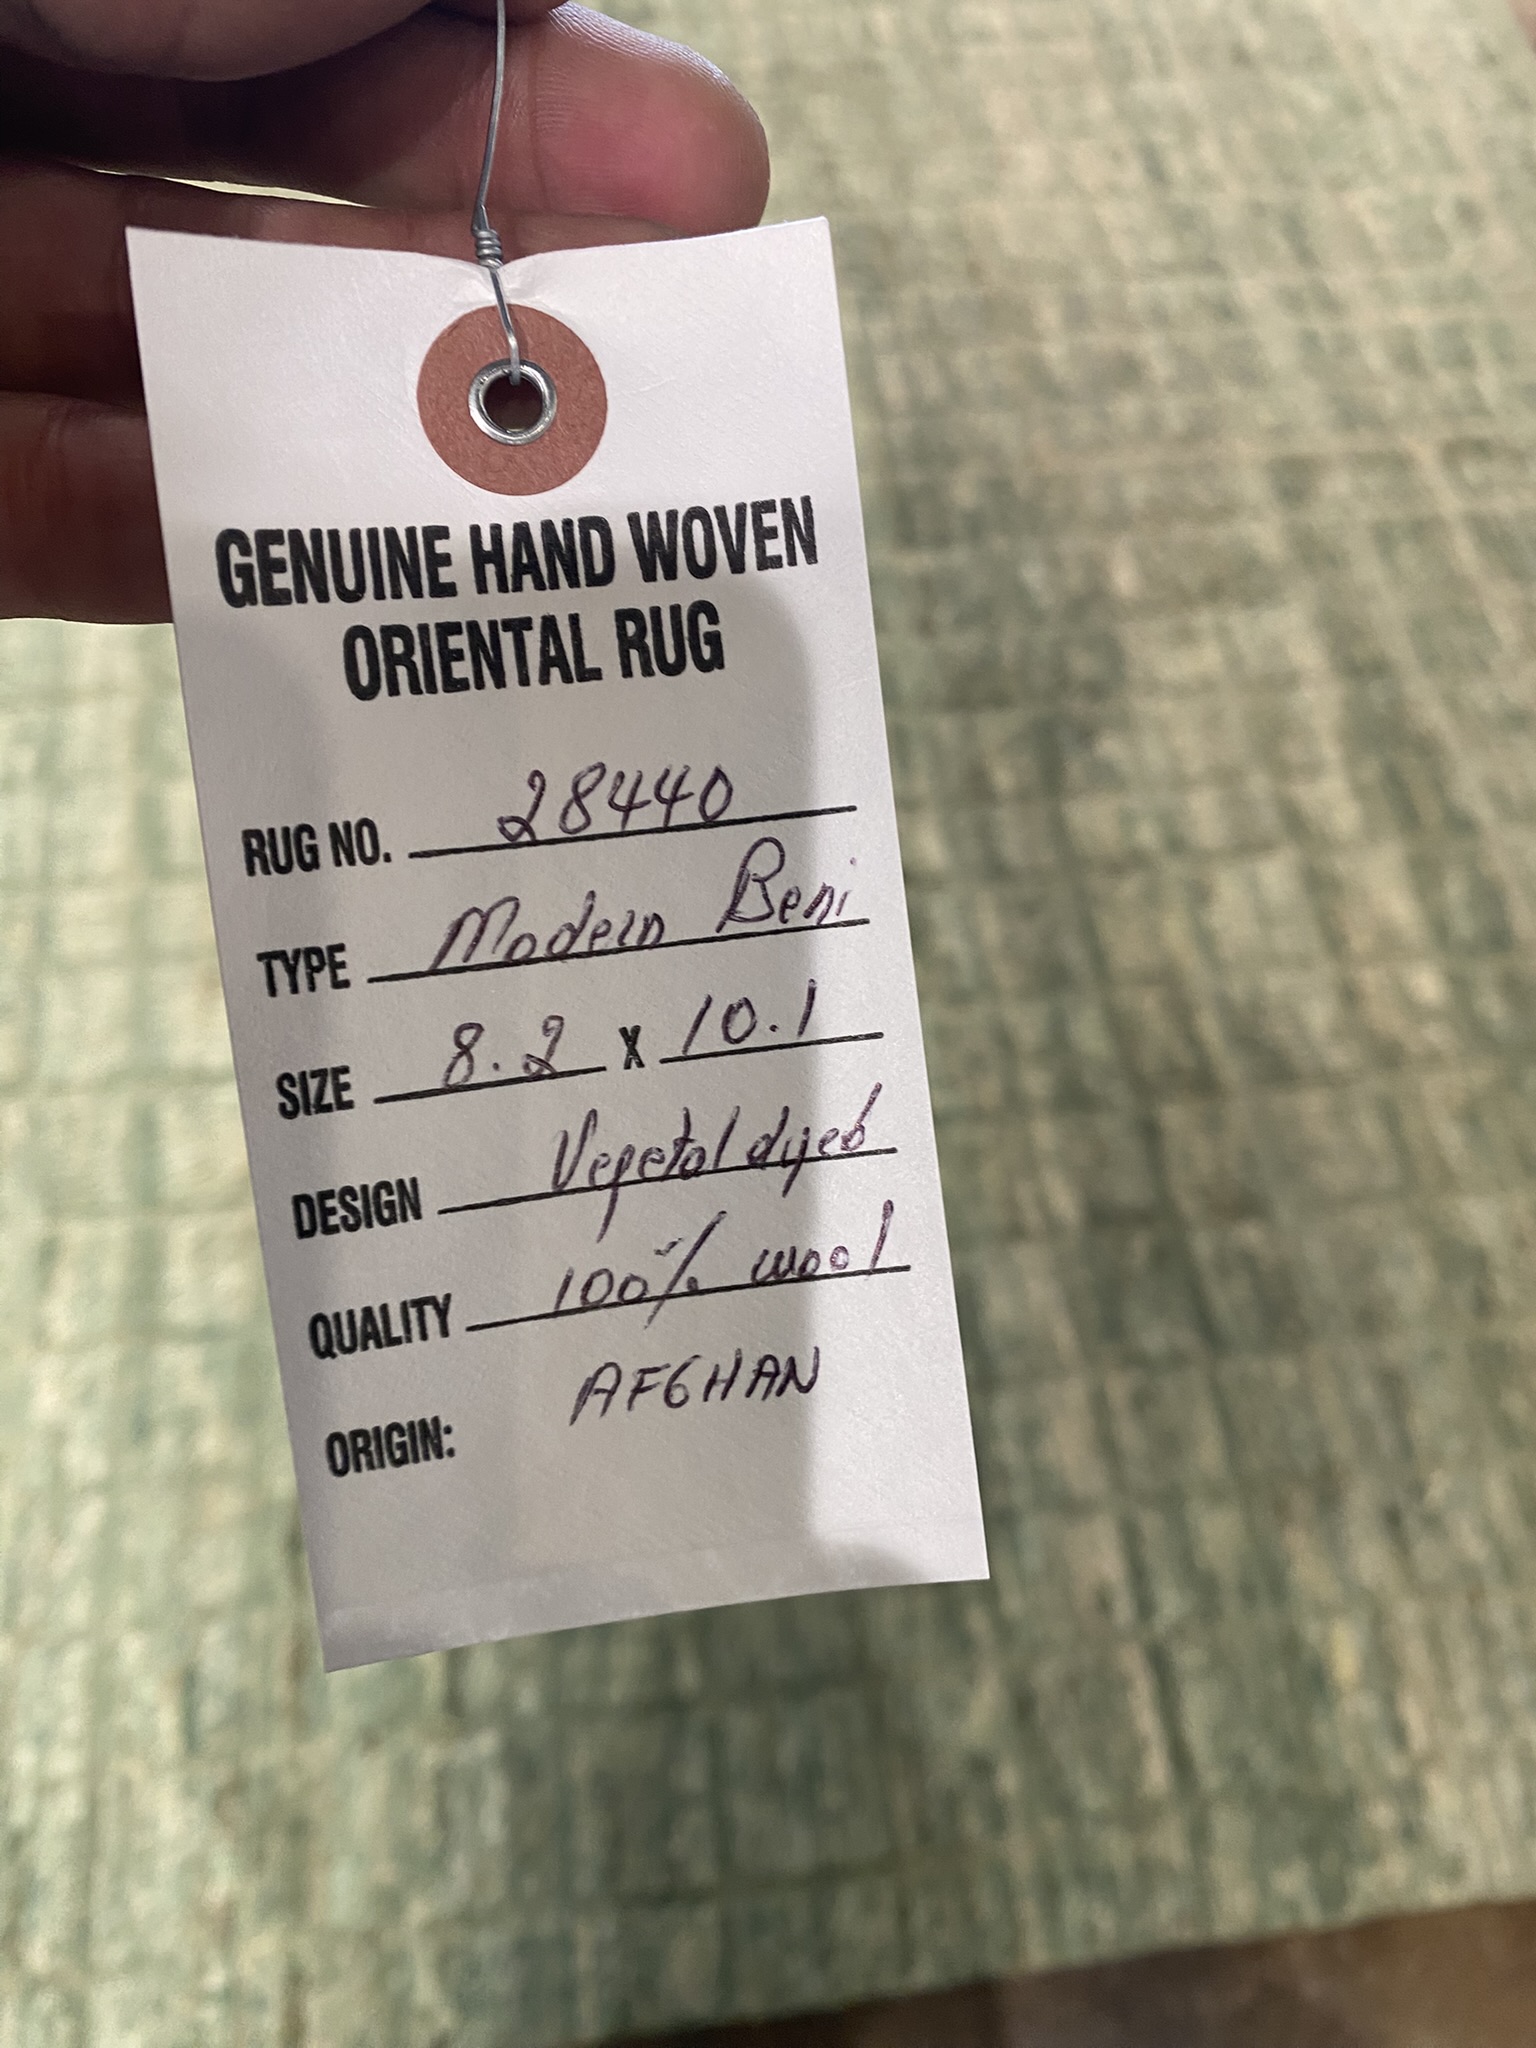 GENUINE HAND WOVEN
ORIENTAL RUG
RUG NO. 28440
TYPE Modern Beni
SIZE 8.2 X 10.1
DESIGN Vegetal dyed
QUALITY 100% wool
ORIGIN: AFGHAN